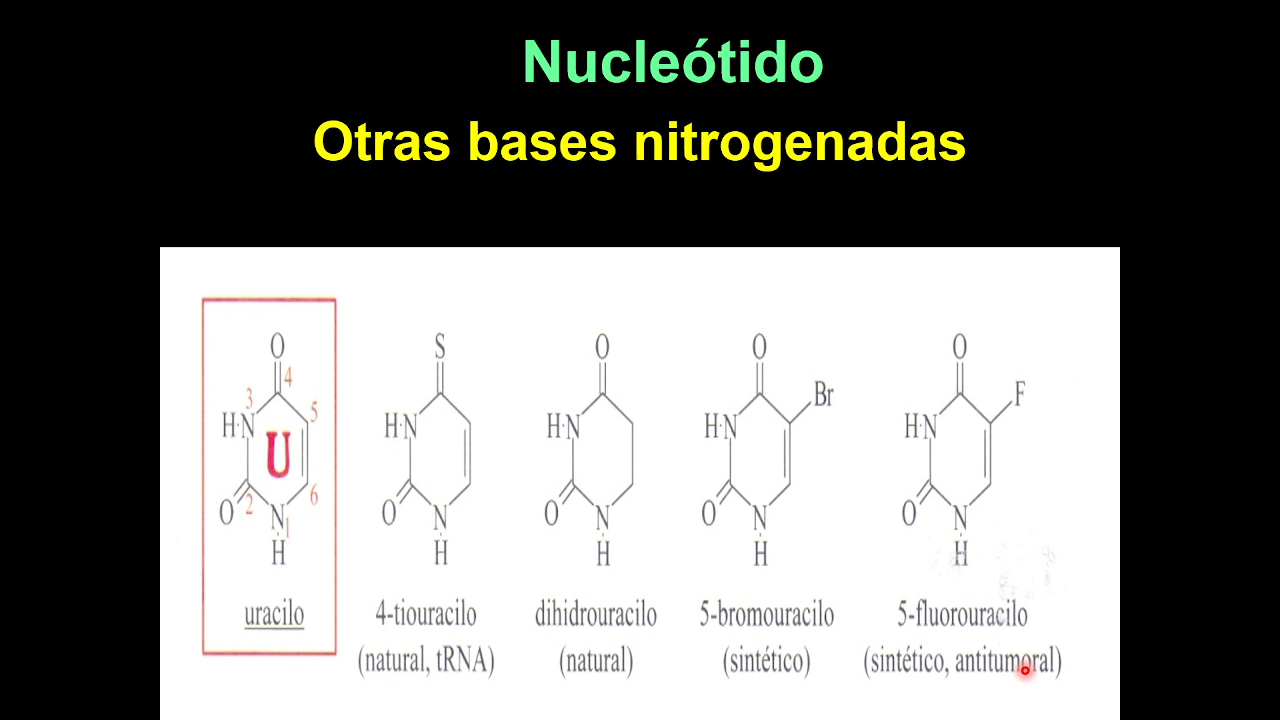 Nucleótido
Otras bases nitrogenadas
O 4 3 H·N 5 U O 2 N 1 6 H
S H·N O N H
O H·N O N H
O Br H·N O N H
O F H·N O N H
uracilo 4-tiouracilo dihidrouracilo 5-bromouracilo 5-fluorouracilo
(natural, tRNA) (natural) (sintético) (sintético, antitumoral)